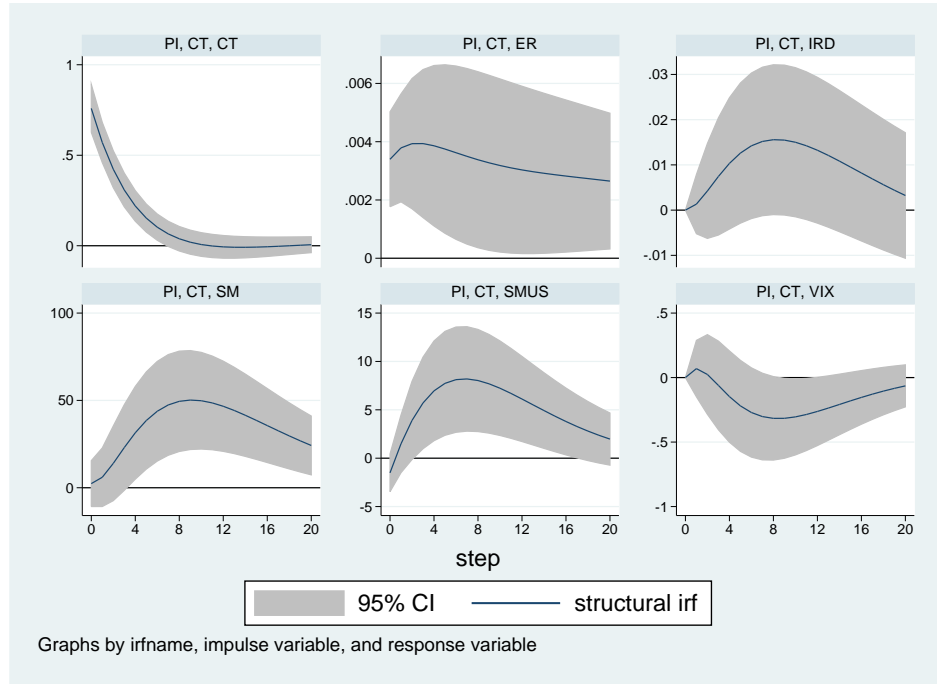 PI, CT, CT
PI, CT, ER
PI, CT, IRD
1
.5
0
.006
.004
.002
0
.03
.02
.01
0
-.01
PI, CT, SM
PI, CT, SMUS
PI, CT, VIX
100
50
0
15
10
5
0
-5
.5
0
-.5
-1
0 4 8 12 16 20
0 4 8 12 16 20
0 4 8 12 16 20
step
95% CI
structural irf
Graphs by irfname, impulse variable, and response variable